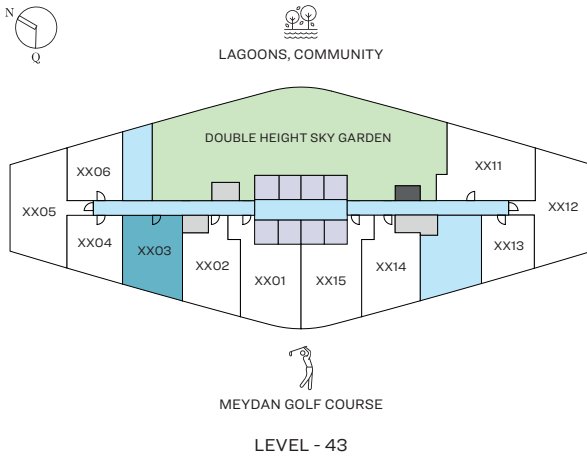 N
Q
LAGOONS, COMMUNITY
DOUBLE HEIGHT SKY GARDEN
XX06
XX11
XX05
XX12
XX04
XX03
XX02
XX01
XX15
XX14
XX13
MEYDAN GOLF COURSE
LEVEL - 43